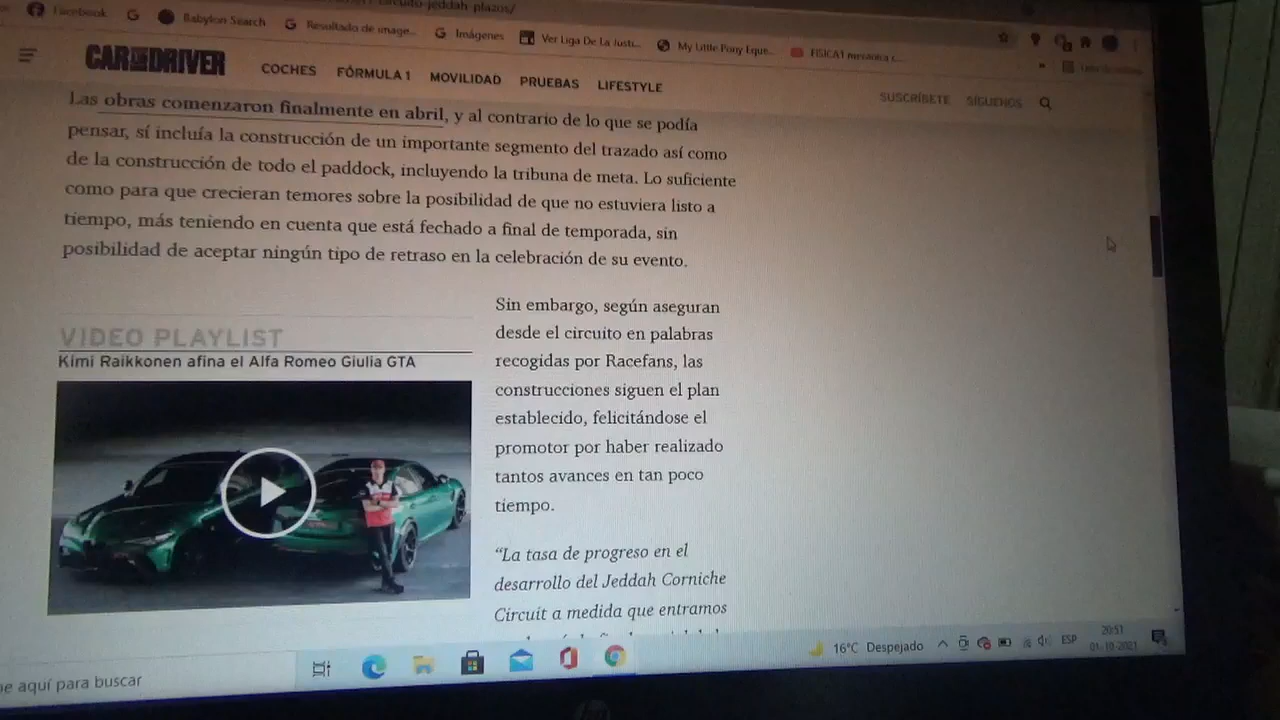 circuito-jeddah-plazos/
Facebook
Babylon Search
Resultado de image...
Imágenes
Ver Liga De La Justi...
My Little Pony Eque...
CAR AND DRIVER
COCHES FÓRMULA 1 MOVILIDAD PRUEBAS LIFESTYLE
SUSCRÍBETE SÍGUENOS
Las obras comenzaron finalmente en abril, y al contrario de lo que se podía
pensar, sí incluía la construcción de un importante segmento del trazado así como
de la construcción de todo el paddock, incluyendo la tribuna de meta. Lo suficiente
como para que crecieran temores sobre la posibilidad de que no estuviera listo a
tiempo, más teniendo en cuenta que está fechado a final de temporada, sin
posibilidad de aceptar ningún tipo de retraso en la celebración de su evento.
VIDEO PLAYLIST
Kimi Raikkonen afina el Alfa Romeo Giulia GTA
Sin embargo, según aseguran
desde el circuito en palabras
recogidas por Racefans, las
construcciones siguen el plan
establecido, felicitándose el
promotor por haber realizado
tantos avances en tan poco
tiempo.
“La tasa de progreso en el
desarrollo del Jeddah Corniche
Circuit a medida que entramos
aquí para buscar
16°C Despejado
ESP
20:51
01-10-2021